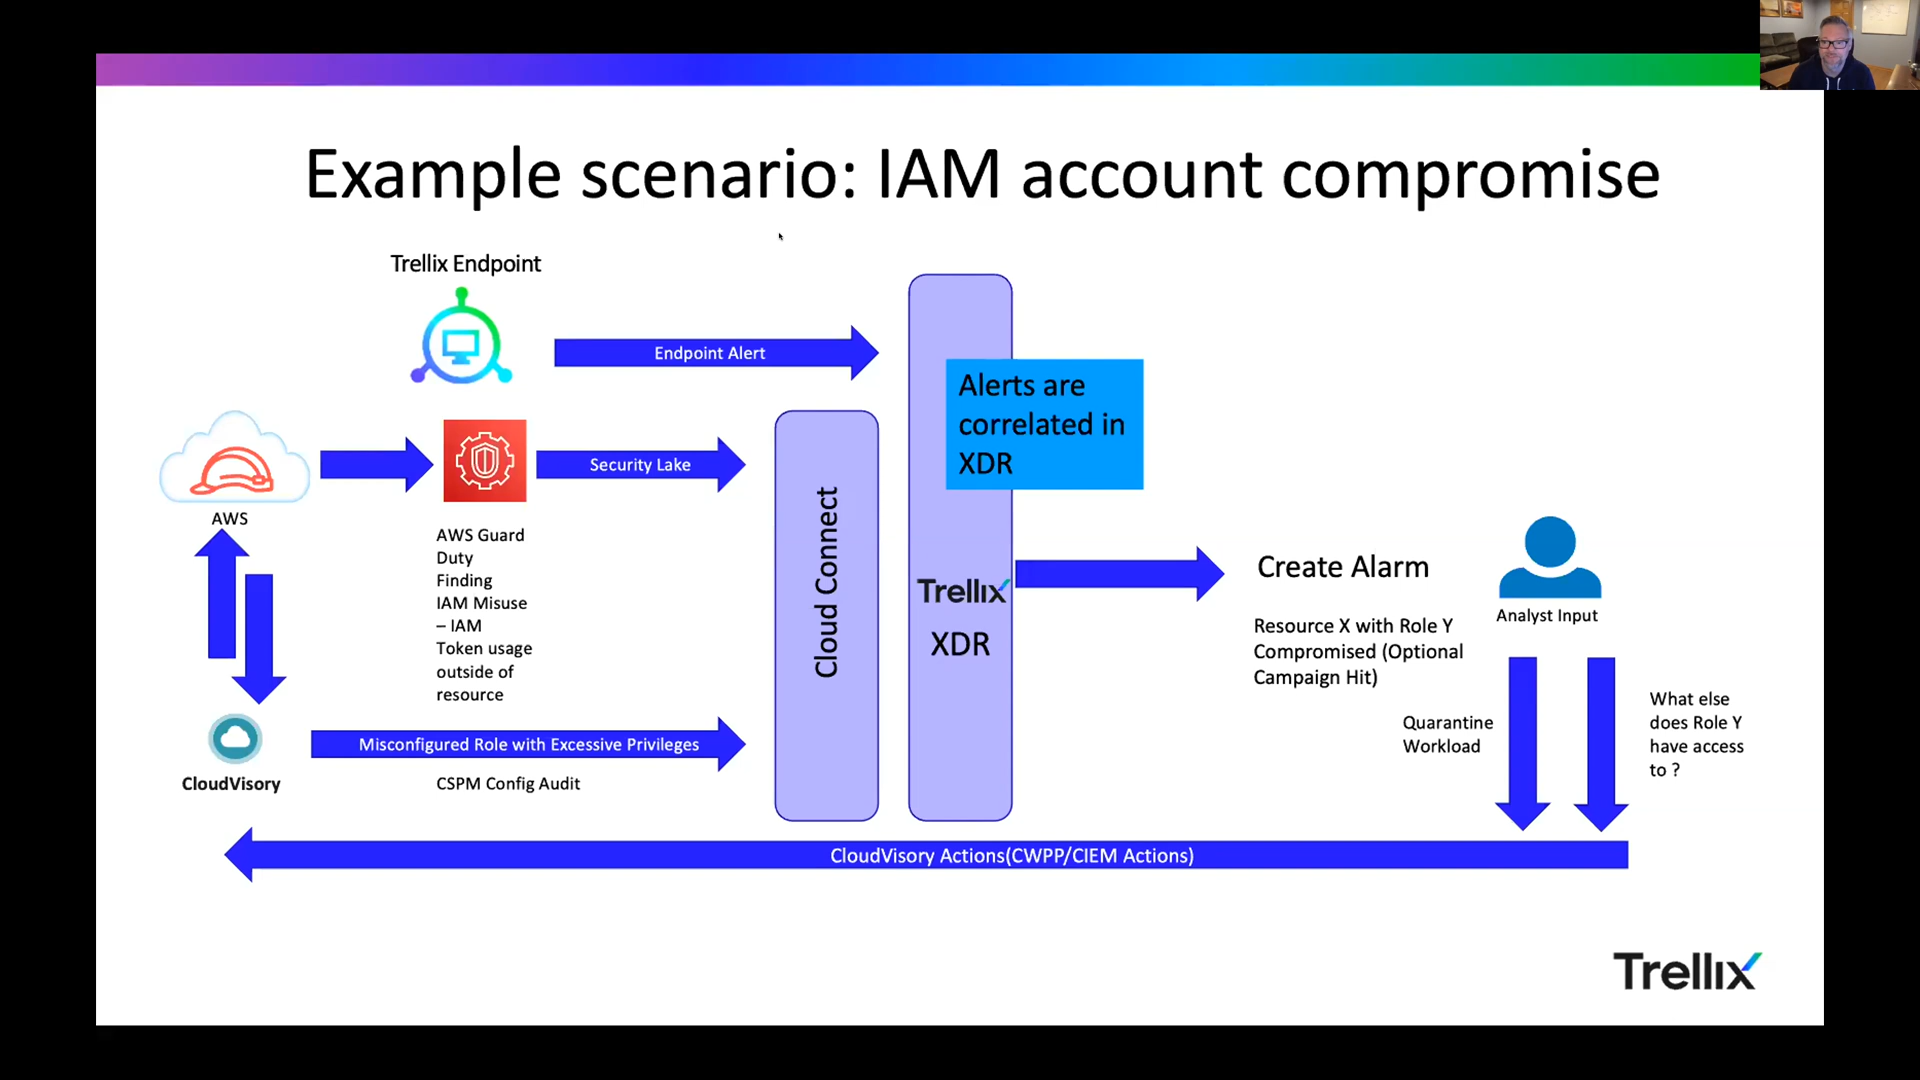 Example scenario: IAM account compromise
Trellix Endpoint
Endpoint Alert
Alerts are
correlated in
XDR
AWS
Security Lake
AWS Guard
Duty
Finding
IAM Misuse
– IAM
Token usage
outside of
resource
Cloud Connect
Trellix
XDR
Create Alarm
Resource X with Role Y
Compromised (Optional
Campaign Hit)
Analyst Input
Quarantine
Workload
What else
does Role Y
have access
to ?
CloudVisory
Misconfigured Role with Excessive Privileges
CSPM Config Audit
CloudVisory Actions(CWPP/CIEM Actions)
Trellix